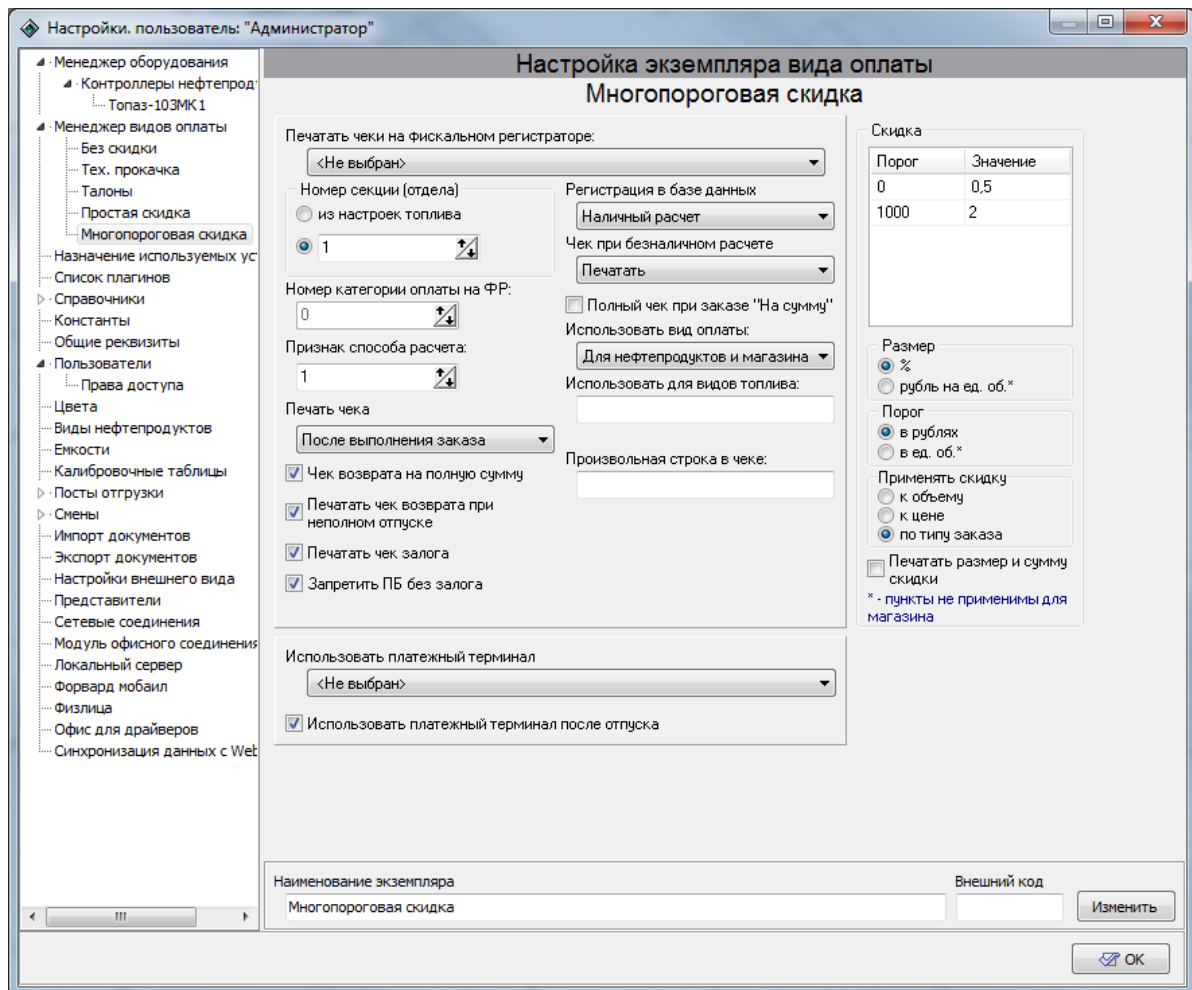 Настройки. пользователь: "Администратор"
Менеджер оборудования
Контроллеры нефтепрод
Топаз-103МК1
Менеджер видов оплаты
Без скидки
Тех. прокачка
Талоны
Простая скидка
Многопороговая скидка
Назначение используемых ус
Список плагинов
Справочники
Константы
Общие реквизиты
Пользователи
Права доступа
Цвета
Виды нефтепродуктов
Емкости
Калибровочные таблицы
Посты отгрузки
Смены
Импорт документов
Экспорт документов
Настройки внешнего вида
Представители
Сетевые соединения
Модуль офисного соединения
Локальный сервер
Форвард мобаил
Физлица
Офис для драйверов
Синхронизация данных с Web
Настройка экземпляра вида оплаты
Многопороговая скидка
Печатать чеки на фискальном регистраторе:
<Не выбран>
Номер секции (отдела)
из настроек топлива
1
Номер категории оплаты на ФР:
0
Признак способа расчета:
1
Печать чека
После выполнения заказа
Чек возврата на полную сумму
Печатать чек возврата при
неполном отпуске
Печатать чек залога
Запретить ПБ без залога
Регистрация в базе данных
Наличный расчет
Чек при безналичном расчете
Печатать
Полный чек при заказе "На сумму"
Использовать вид оплаты:
Для нефтепродуктов и магазина
Использовать для видов топлива:
Произвольная строка в чеке:
Скидка
Порог Значение
0 0,5
1000 2
Размер
%
рубль на ед. об.*
Порог
в рублях
в ед. об.*
Применять скидку
к объему
к цене
по типу заказа
Печатать размер и сумму
скидки
* - пункты не применимы для
магазина
Использовать платежный терминал
<Не выбран>
Использовать платежный терминал после отпуска
Наименование экземпляра
Многопороговая скидка
Внешний код
Изменить
OK